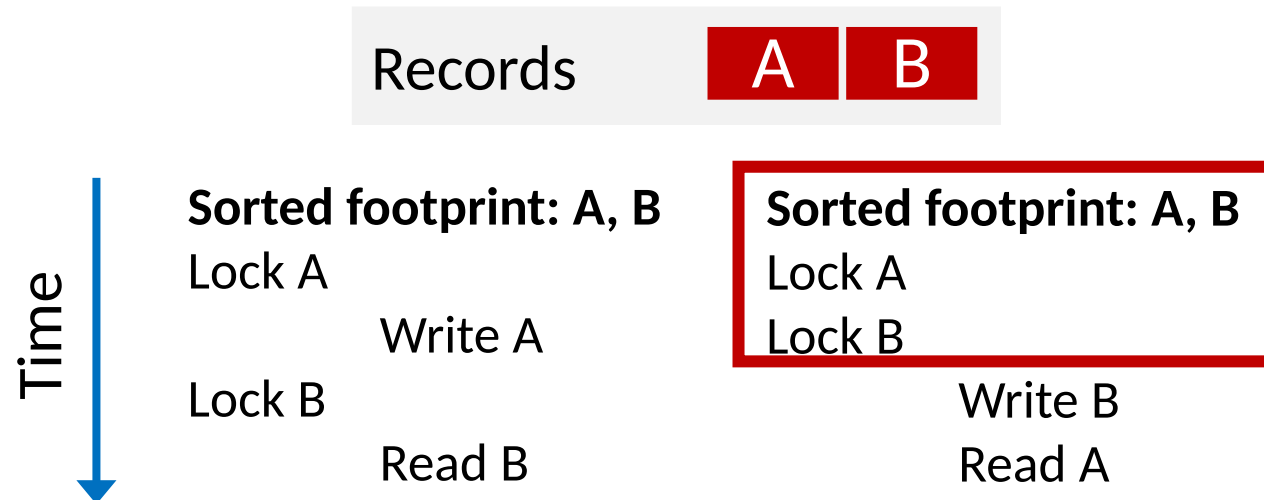 Records A B
Time
Sorted footprint: A, B
Lock A
Write A
Lock B
Read B
Sorted footprint: A, B
Lock A
Lock B
Write B
Read A